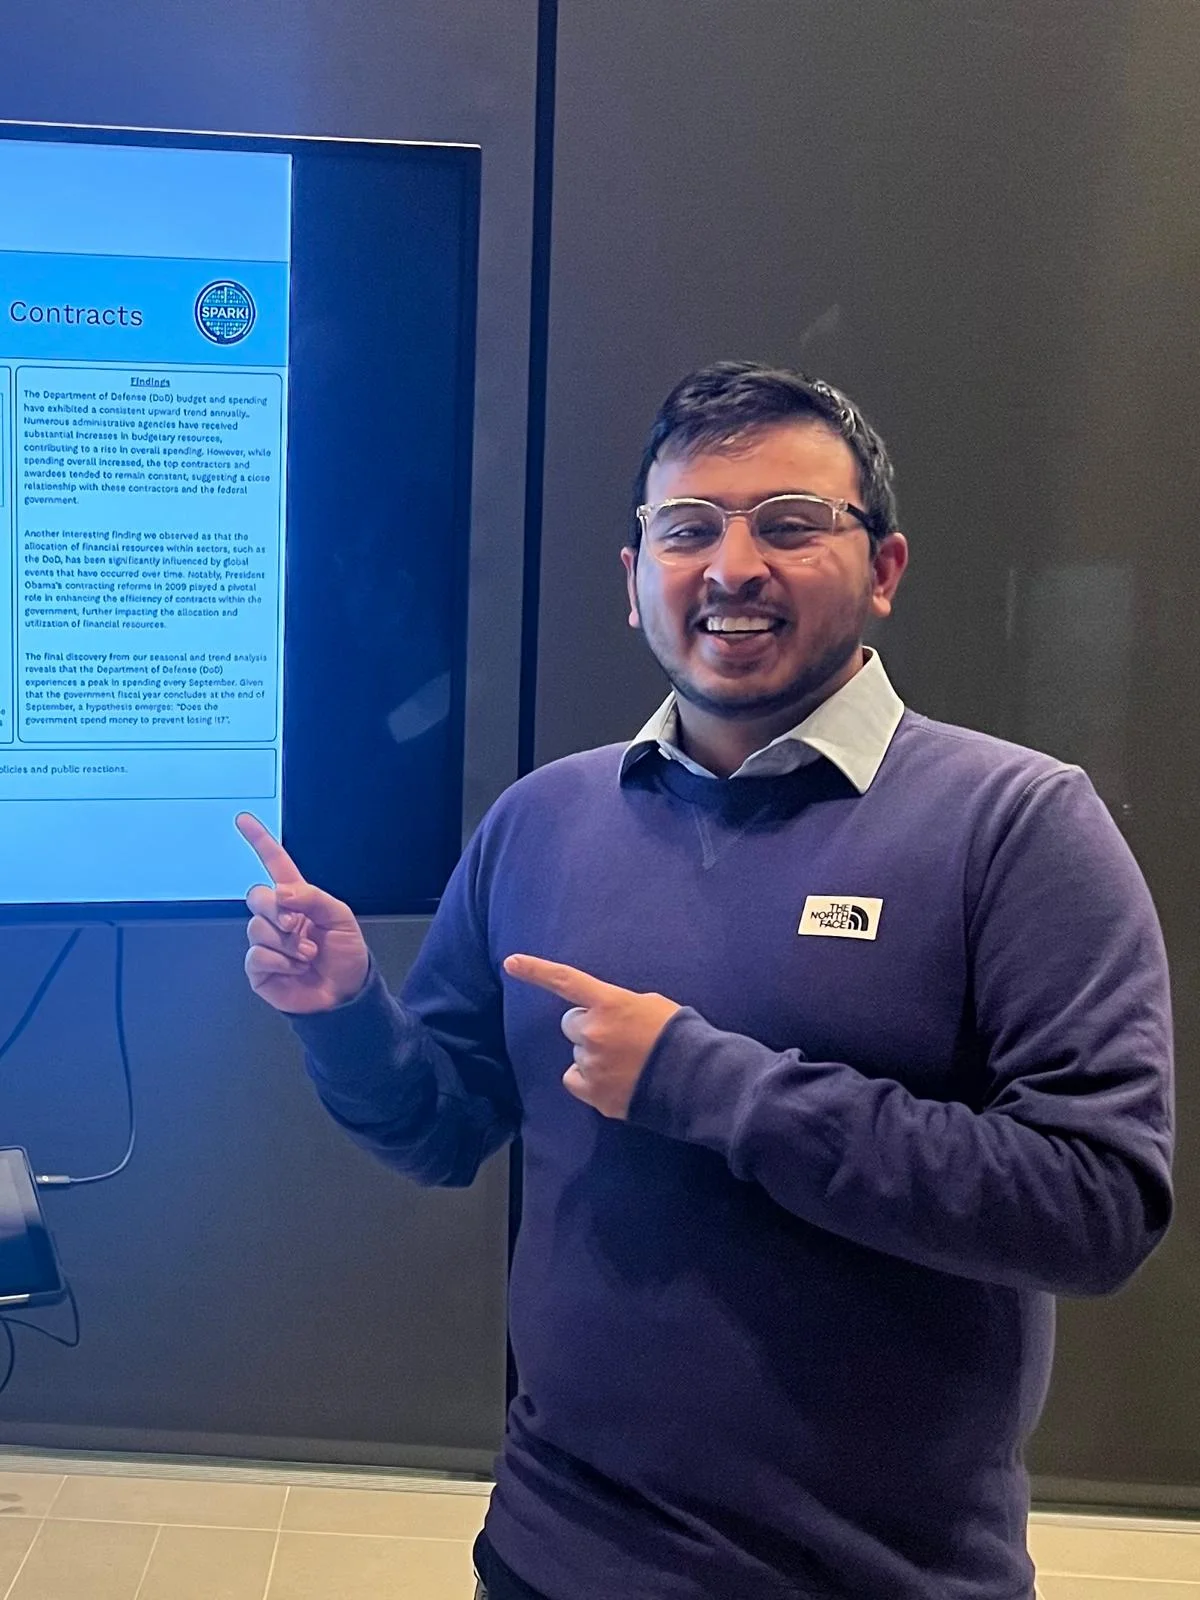 Contracts
SPARK!
Findings
The Department of Defense (DoD) budget and spending
have exhibited a consistent upward trend annually..
Numerous administrative agencies have received
substantial increases in budgetary resources,
contributing to a rise in overall spending. However, while
spending overall increased, the top contractors and
awardees tended to remain constant, suggesting a close
relationship with these contractors and the federal
government.
Another interesting finding we observed as that the
allocation of financial resources within sectors, such as
the DoD, has been significantly influenced by global
events that have occurred over time. Notably, President
Obama's contracting reforms in 2009 played a pivotal
role in enhancing the efficiency of contracts within the
government, further impacting the allocation and
utilization of financial resources.
The final discovery from our seasonal and trend analysis
reveals that the Department of Defense (DoD)
experiences a peak in spending every September. Given
that the government fiscal year concludes at the end of
September, a hypothesis emerges: "Does the
government spend money to prevent losing it?".
olicies and public reactions.
THE
NORTH
FACE